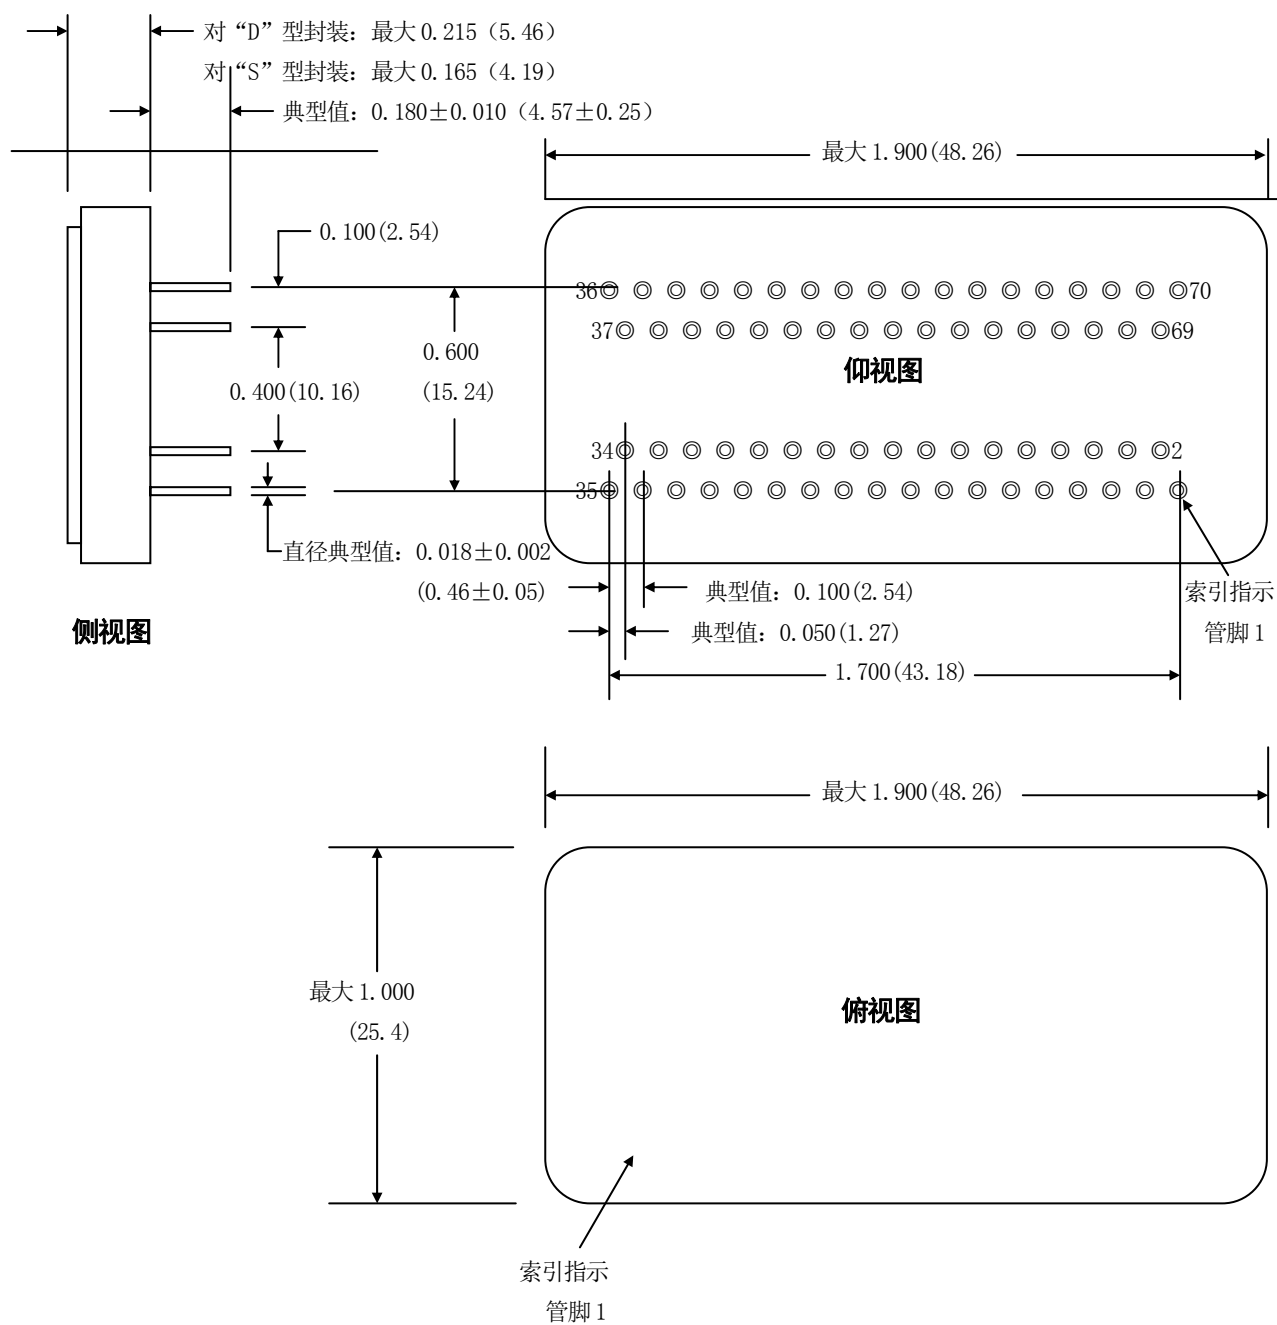 对“D”型封装：最大0.215（5.46）
对“S”型封装：最大0.165（4.19）
典型值：0.180±0.010（4.57±0.25）
最大1.900(48.26)
0.100(2.54)
36
70
37
69
0.600
(15.24)
仰视图
0.400(10.16)
34
2
35
直径典型值：0.018±0.002
(0.46±0.05)
典型值：0.100(2.54)
索引指示
管脚1
典型值：0.050(1.27)
侧视图
1.700(43.18)
最大1.900(48.26)
最大1.000
(25.4)
俯视图
索引指示
管脚1